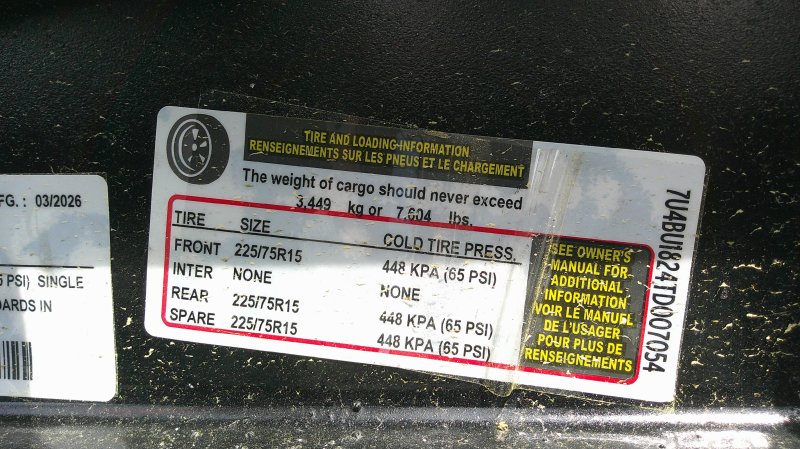 FG. : 03/2026
5 PSI) SINGLE
OARDS IN
TIRE AND LOADING INFORMATION
RENSEIGNEMENTS SUR LES PNEUS ET LE CHARGEMENT
The weight of cargo should never exceed
3,449 kg or 7,604 lbs.
TIRE SIZE COLD TIRE PRESS.
FRONT 225/75R15 448 KPA (65 PSI)
INTER NONE NONE
REAR 225/75R15 448 KPA (65 PSI)
SPARE 225/75R15 448 KPA (65 PSI)
SEE OWNER'S
MANUAL FOR
ADDITIONAL
INFORMATION
VOIR LE MANUEL
DE L'USAGER
POUR PLUS DE
RENSEIGNEMENTS
7U4BUI824TD007054